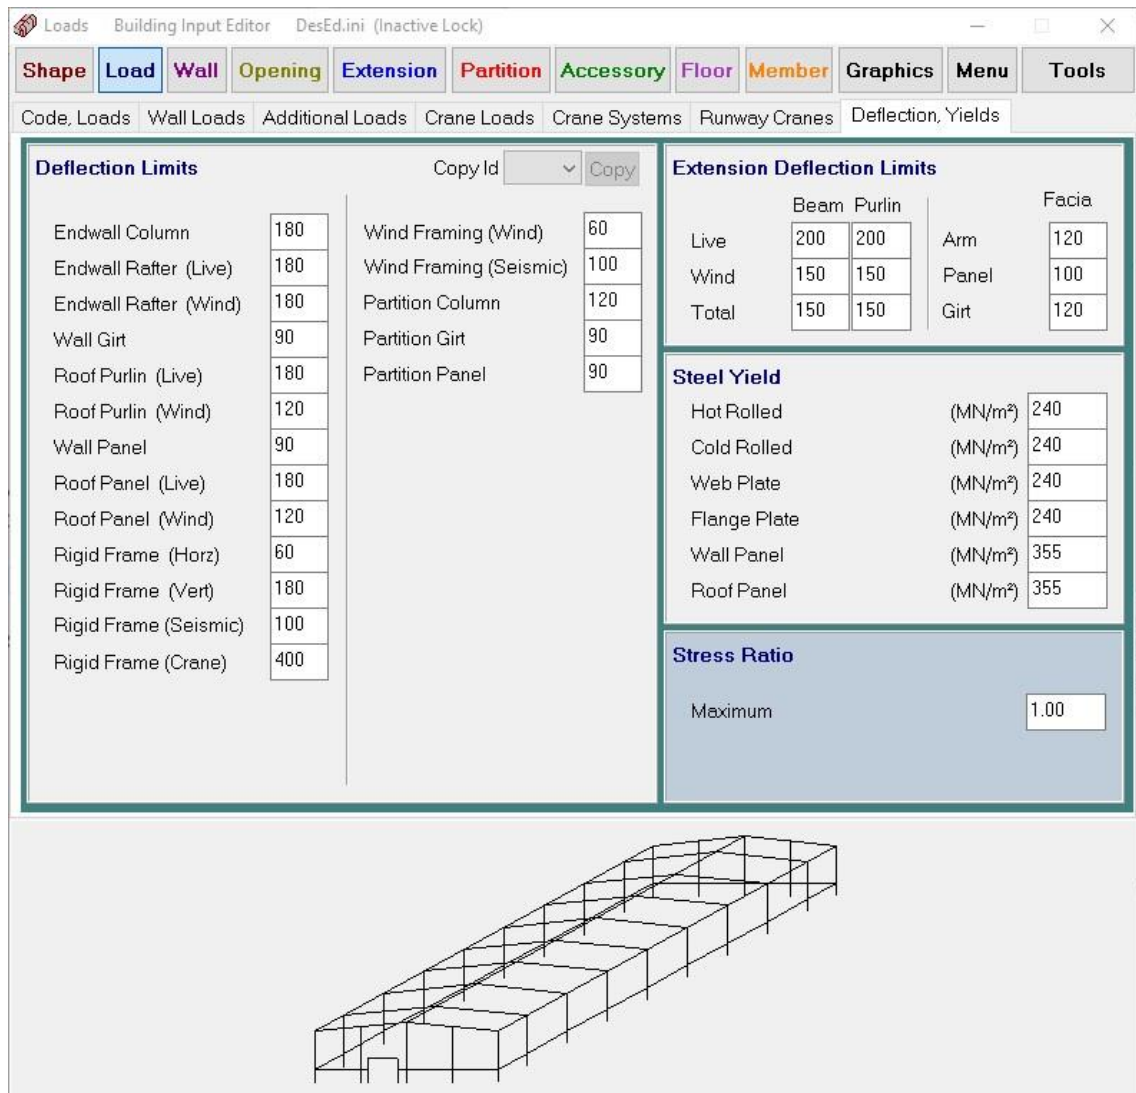 Loads Building Input Editor DesEd.ini (Inactive Lock)
Shape Load Wall Opening Extension Partition Accessory Floor Member Graphics Menu Tools
Code, Loads Wall Loads Additional Loads Crane Loads Crane Systems Runway Cranes Deflection, Yields
Deflection Limits Copy Id Copy
Endwall Column 180
Endwall Rafter (Live) 180
Endwall Rafter (Wind) 180
Wall Girt 90
Roof Purlin (Live) 180
Roof Purlin (Wind) 120
Wall Panel 90
Roof Panel (Live) 180
Roof Panel (Wind) 120
Rigid Frame (Horz) 60
Rigid Frame (Vert) 180
Rigid Frame (Seismic) 100
Rigid Frame (Crane) 400
Wind Framing (Wind) 60
Wind Framing (Seismic) 100
Partition Column 120
Partition Girt 90
Partition Panel 90
Extension Deflection Limits
Beam Purlin Facia
Live 200 200 Arm 120
Wind 150 150 Panel 100
Total 150 150 Girt 120
Steel Yield
Hot Rolled (MN/m²) 240
Cold Rolled (MN/m²) 240
Web Plate (MN/m²) 240
Flange Plate (MN/m²) 240
Wall Panel (MN/m²) 355
Roof Panel (MN/m²) 355
Stress Ratio
Maximum 1.00